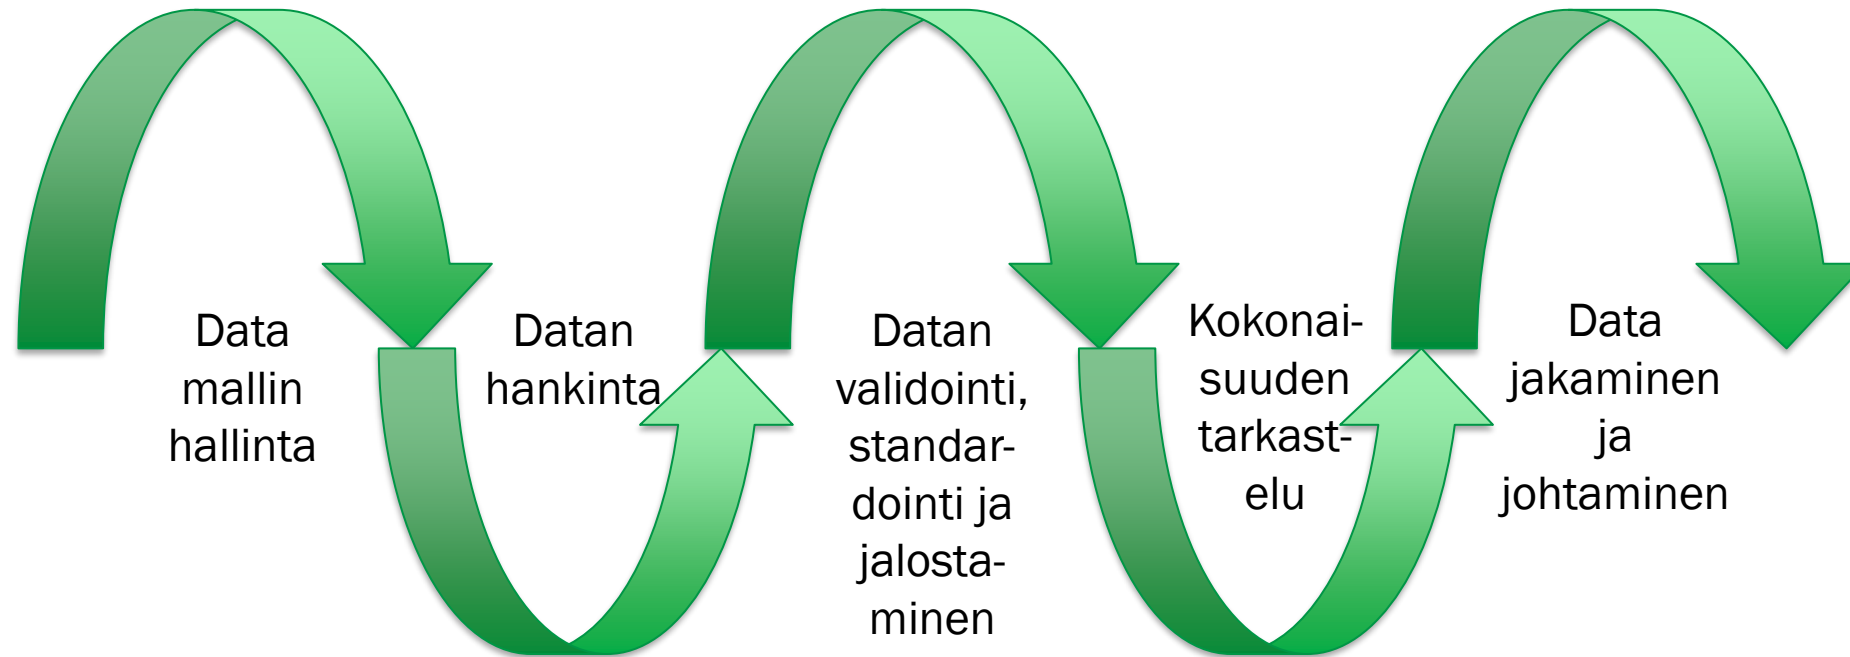 Data
mallin
hallinta
Datan
hankinta
Datan
validointi,
standar-
dointi ja
jalosta-
minen
Kokonai-
suuden
tarkast-
elu
Data
jakaminen
ja
johtaminen